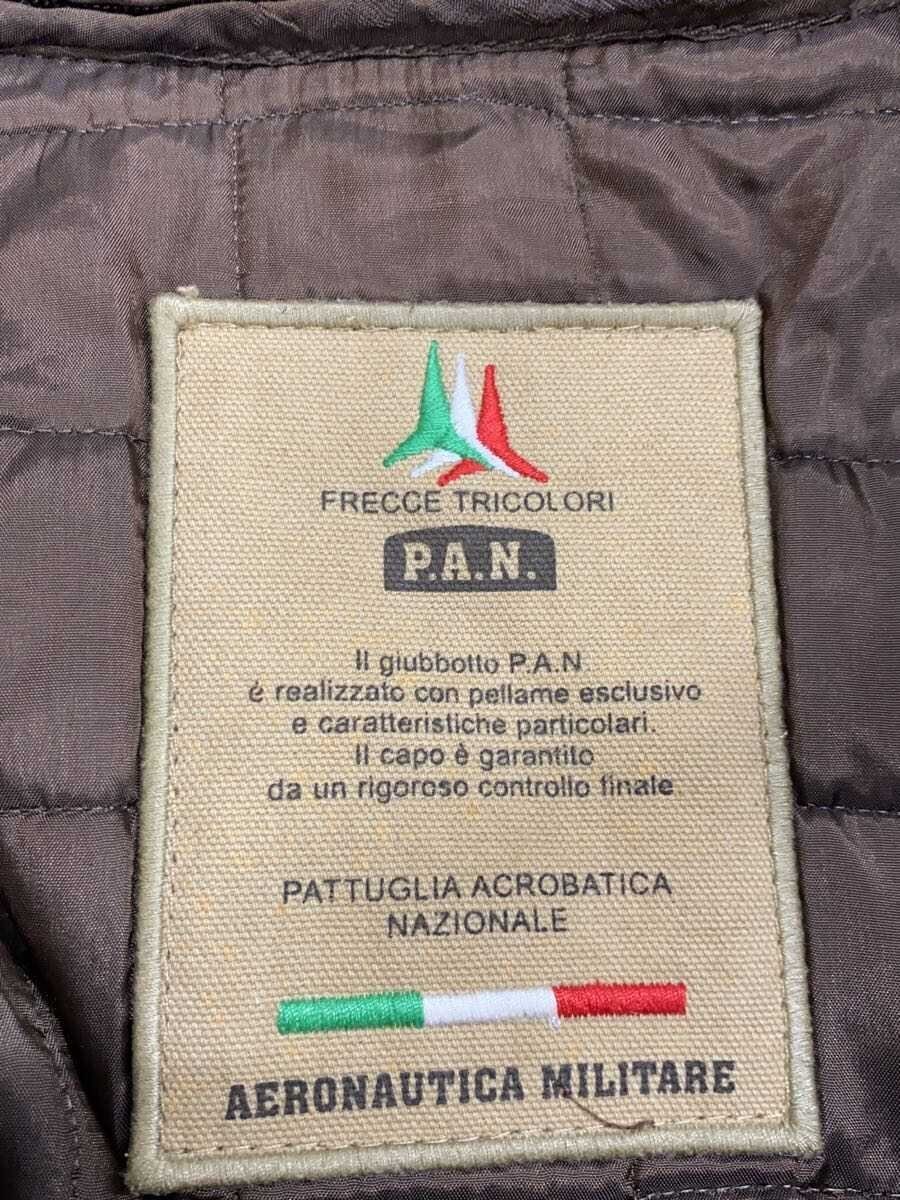 FRECCE TRICOLORI
P.A.N.
Il giubbotto P.A.N.
é realizzato con pellame esclusivo
e caratteristiche particolari.
Il capo è garantito
da un rigoroso controllo finale
PATTUGLIA ACROBATICA
NAZIONALE
AERONAUTICA MILITARE